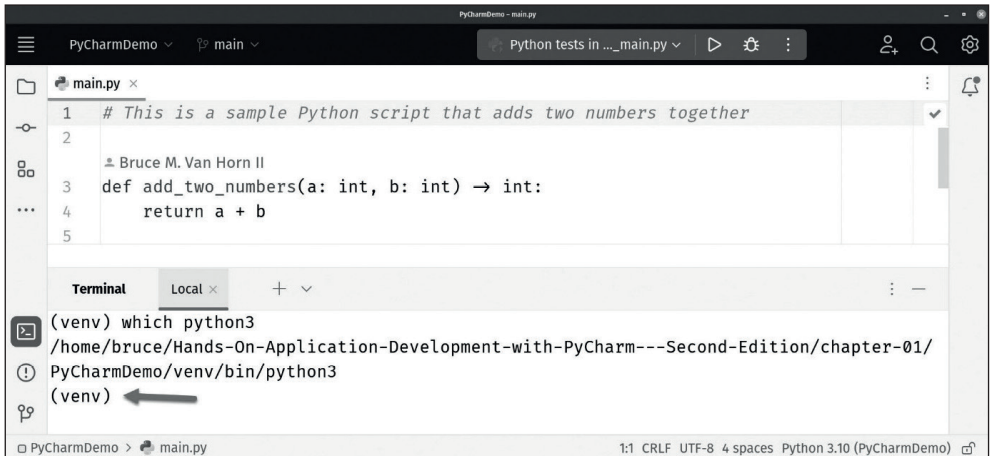 PyCharmDemo – main.py
PyCharmDemo main Python tests in ..._main.py
main.py ×
1 # This is a sample Python script that adds two numbers together
2
Bruce M. Van Horn II
3 def add_two_numbers(a: int, b: int) → int:
4 return a + b
5
Terminal Local × + 
(venv) which python3
/home/bruce/Hands-On-Application-Development-with-PyCharm---Second-Edition/chapter-01/
PyCharmDemo/venv/bin/python3
(venv)
PyCharmDemo > main.py 1:1 CRLF UTF-8 4 spaces Python 3.10 (PyCharmDemo)